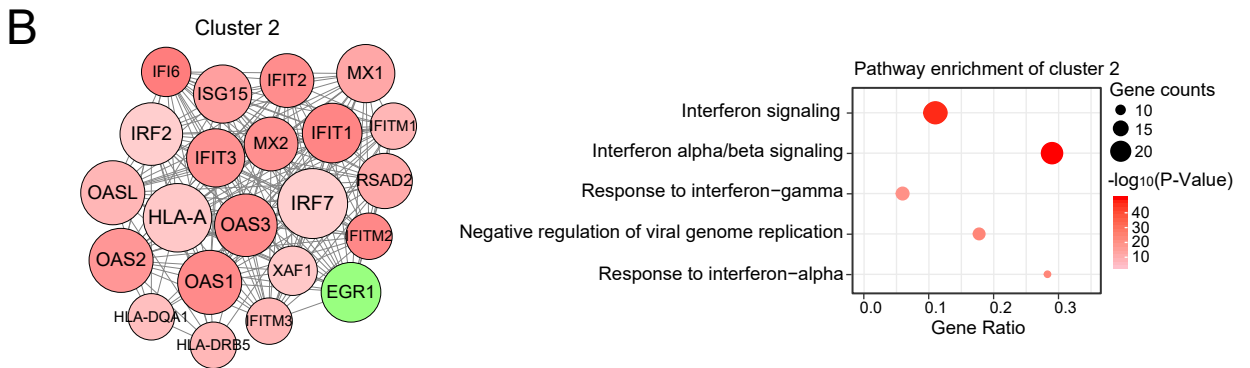 B
Cluster 2
IFI6
ISG15
IFIT2
MX1
IRF2
IFIT3
MX2
IFIT1
IFITM1
OASL
HLA-A
OAS3
IRF7
RSAD2
IFITM2
OAS2
OAS1
XAF1
EGR1
HLA-DQA1
IFITM3
HLA-DRB5
Pathway enrichment of cluster 2
Interferon signaling
Interferon alpha/beta signaling
Response to interferon−gamma
Negative regulation of viral genome replication
Response to interferon−alpha
0.0 0.1 0.2 0.3
Gene Ratio
Gene counts
10
15
20
-log10(P-Value)
40
30
20
10